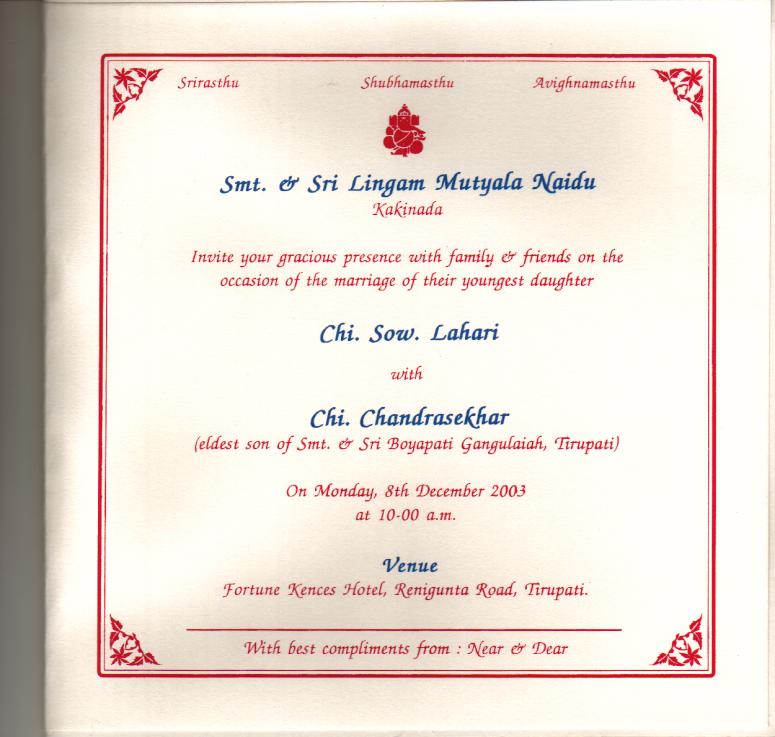 Srirasthu Shubhamasthu Avighnamasthu
Smt. & Sri Lingam Mutyala Naidu
Kakinada
Invite your gracious presence with family & friends on the
occasion of the marriage of their youngest daughter
Chi. Sow. Lahari
with
Chi. Chandrasekhar
(eldest son of Smt. & Sri Boyapati Gangulaiah, Tirupati)
On Monday, 8th December 2003
at 10-00 a.m.
Venue
Fortune Kences Hotel, Renigunta Road, Tirupati.
With best compliments from : Near & Dear